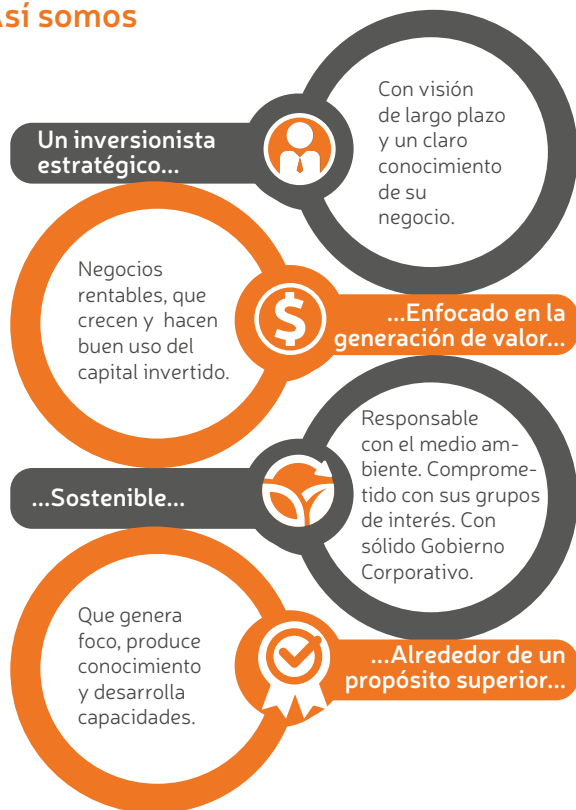 Así somos
Un inversionista
estratégico...
Con visión
de largo plazo
y un claro
conocimiento
de su
negocio.
Negocios
rentables, que
crecen y hacen
buen uso del
capital invertido.
...Enfocado en la
generación de valor...
...Sostenible...
Responsable
con el medio am-
biente. Comprome-
tido con sus grupos
de interés. Con
sólido Gobierno
Corporativo.
Que genera
foco, produce
conocimiento
y desarrolla
capacidades.
...Alrededor de un
propósito superior...